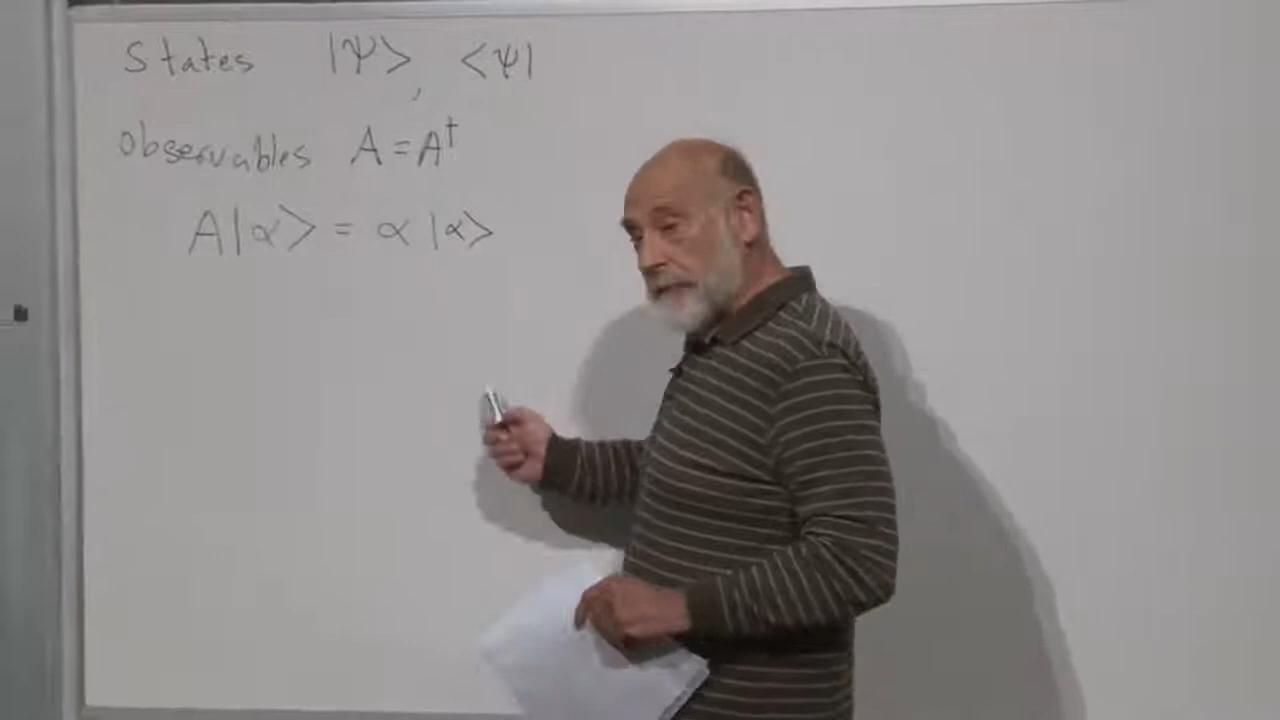 States |Ψ>, <Ψ|
Observables A = A†
A|α> = α|α>